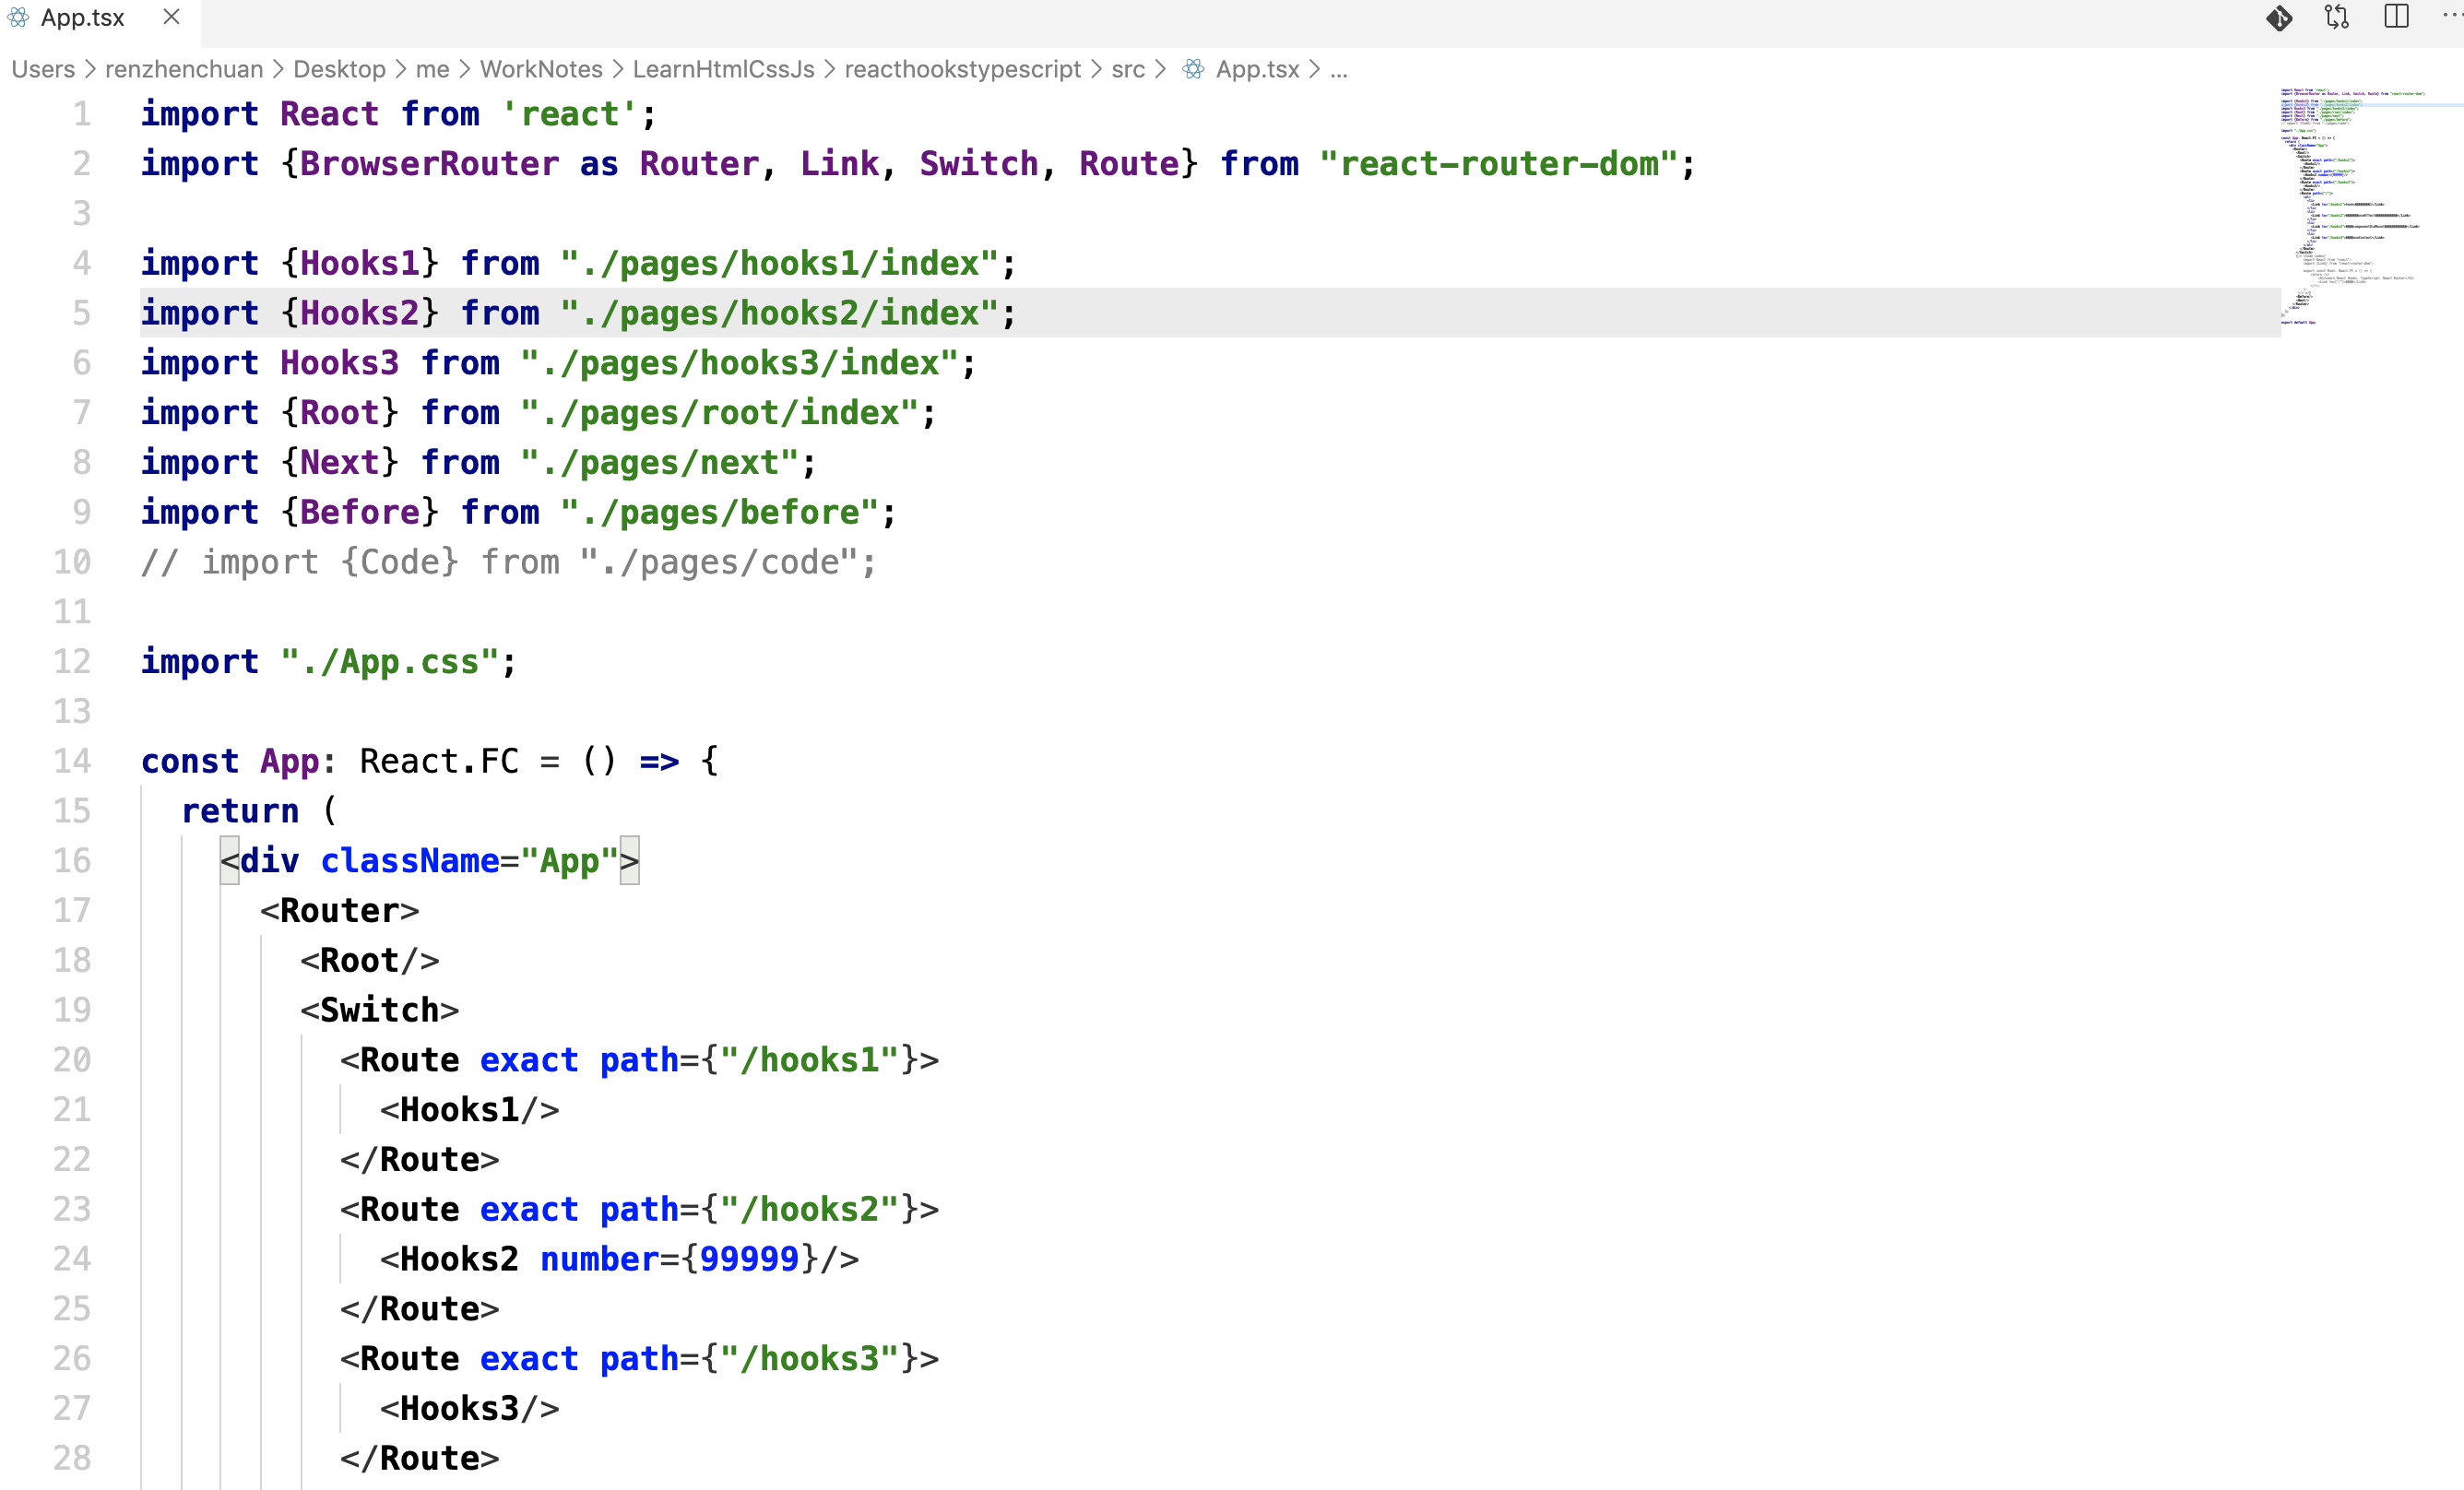 App.tsx
Users > renzhenchuan > Desktop > me > WorkNotes > LearnHtmlCssJs > reacthookstypescript > src > App.tsx > ...
1 import React from 'react';
2 import {BrowserRouter as Router, Link, Switch, Route} from "react-router-dom";
3
4 import {Hooks1} from "./pages/hooks1/index";
5 import {Hooks2} from "./pages/hooks2/index";
6 import Hooks3 from "./pages/hooks3/index";
7 import {Root} from "./pages/root/index";
8 import {Next} from "./pages/next";
9 import {Before} from "./pages/before";
10 // import {Code} from "./pages/code";
11
12 import "./App.css";
13
14 const App: React.FC = () => {
15   return (
16     <div className="App">
17       <Router>
18         <Root/>
19         <Switch>
20           <Route exact path={"/hooks1"}>
21             <Hooks1/>
22           </Route>
23           <Route exact path={"/hooks2"}>
24             <Hooks2 number={99999}/>
25           </Route>
26           <Route exact path={"/hooks3"}>
27             <Hooks3/>
28           </Route>